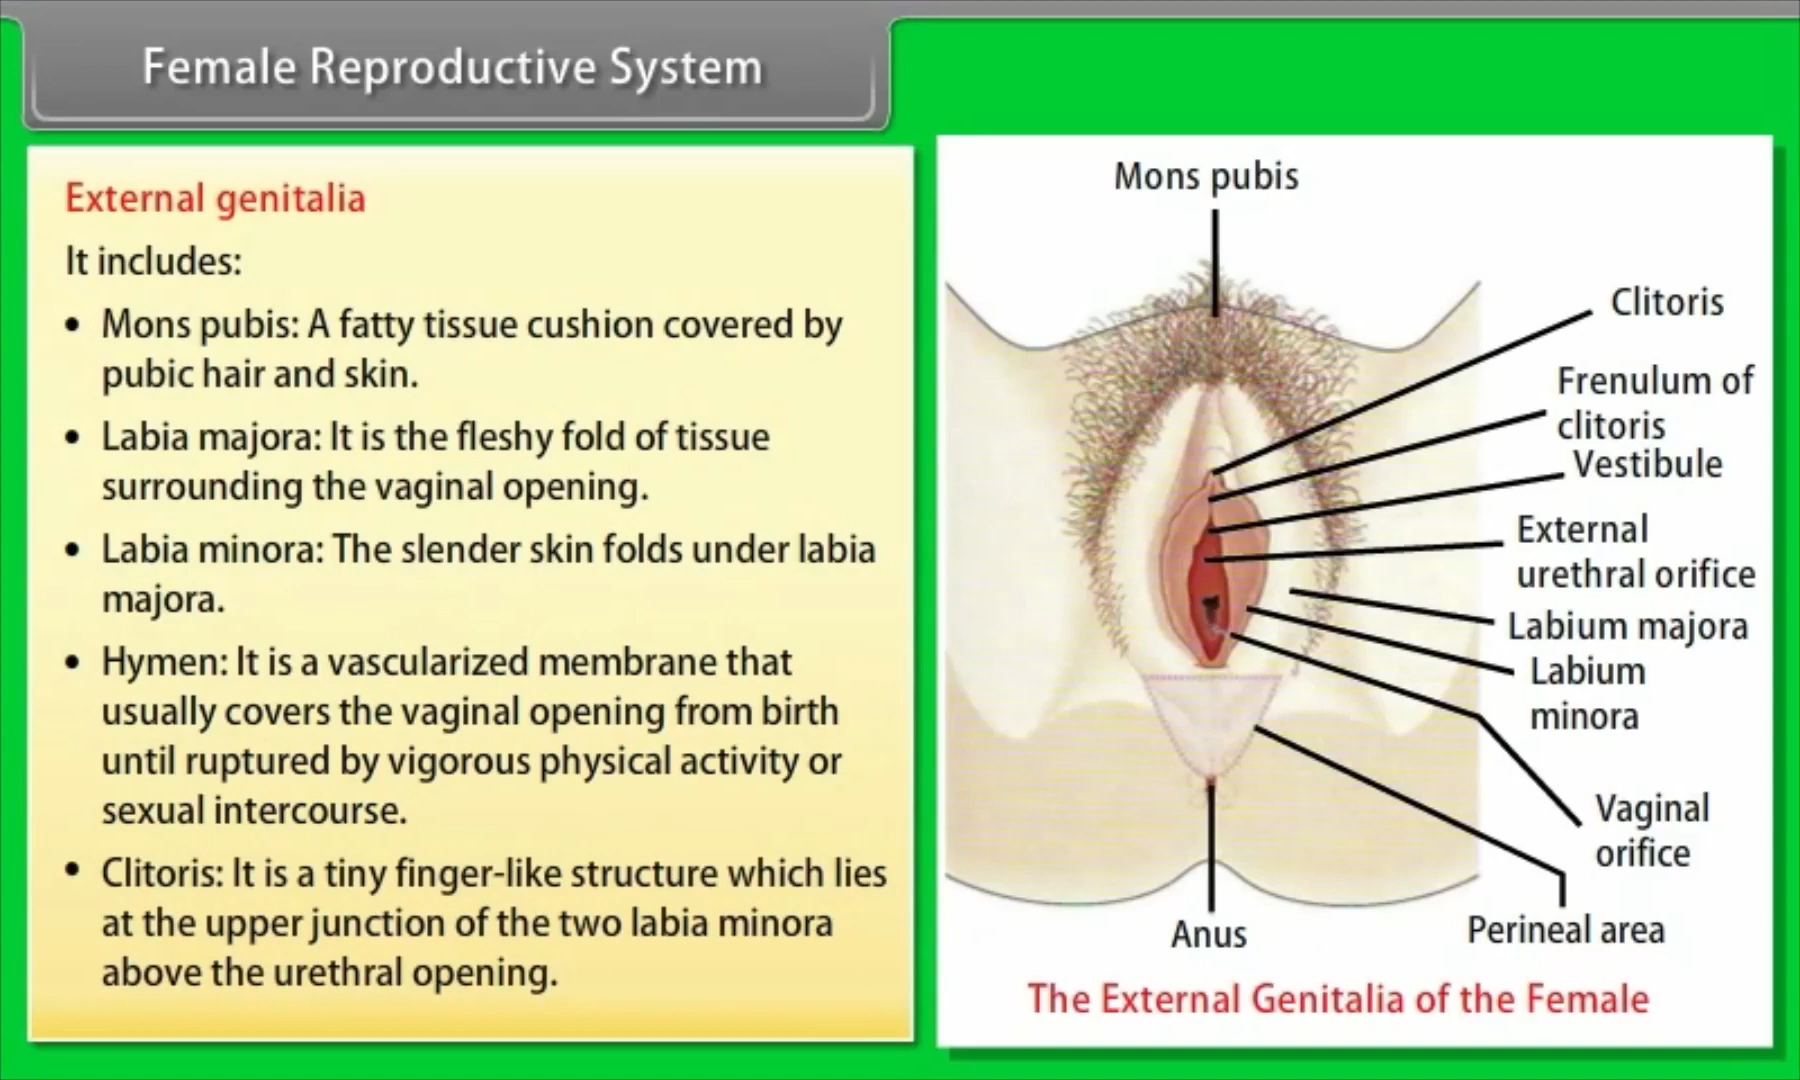 Female Reproductive System
External genitalia
It includes:
• Mons pubis: A fatty tissue cushion covered by
pubic hair and skin.
• Labia majora: It is the fleshy fold of tissue
surrounding the vaginal opening.
• Labia minora: The slender skin folds under labia
majora.
• Hymen: It is a vascularized membrane that
usually covers the vaginal opening from birth
until ruptured by vigorous physical activity or
sexual intercourse.
• Clitoris: It is a tiny finger-like structure which lies
at the upper junction of the two labia minora
above the urethral opening.
Mons pubis
Clitoris
Frenulum of
clitoris
Vestibule
External
urethral orifice
Labium majora
Labium
minora
Vaginal
orifice
Perineal area
Anus
The External Genitalia of the Female